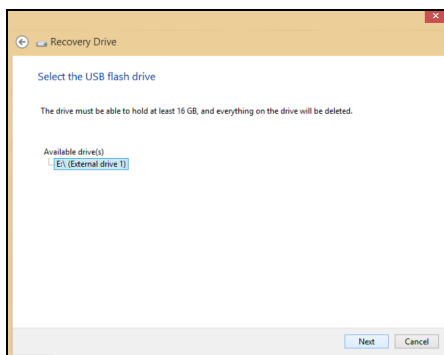 Recovery Drive
Select the USB flash drive
The drive must be able to hold at least 16 GB, and everything on the drive will be deleted.
Available drive(s)
E:\ (External drive 1)
Next Cancel